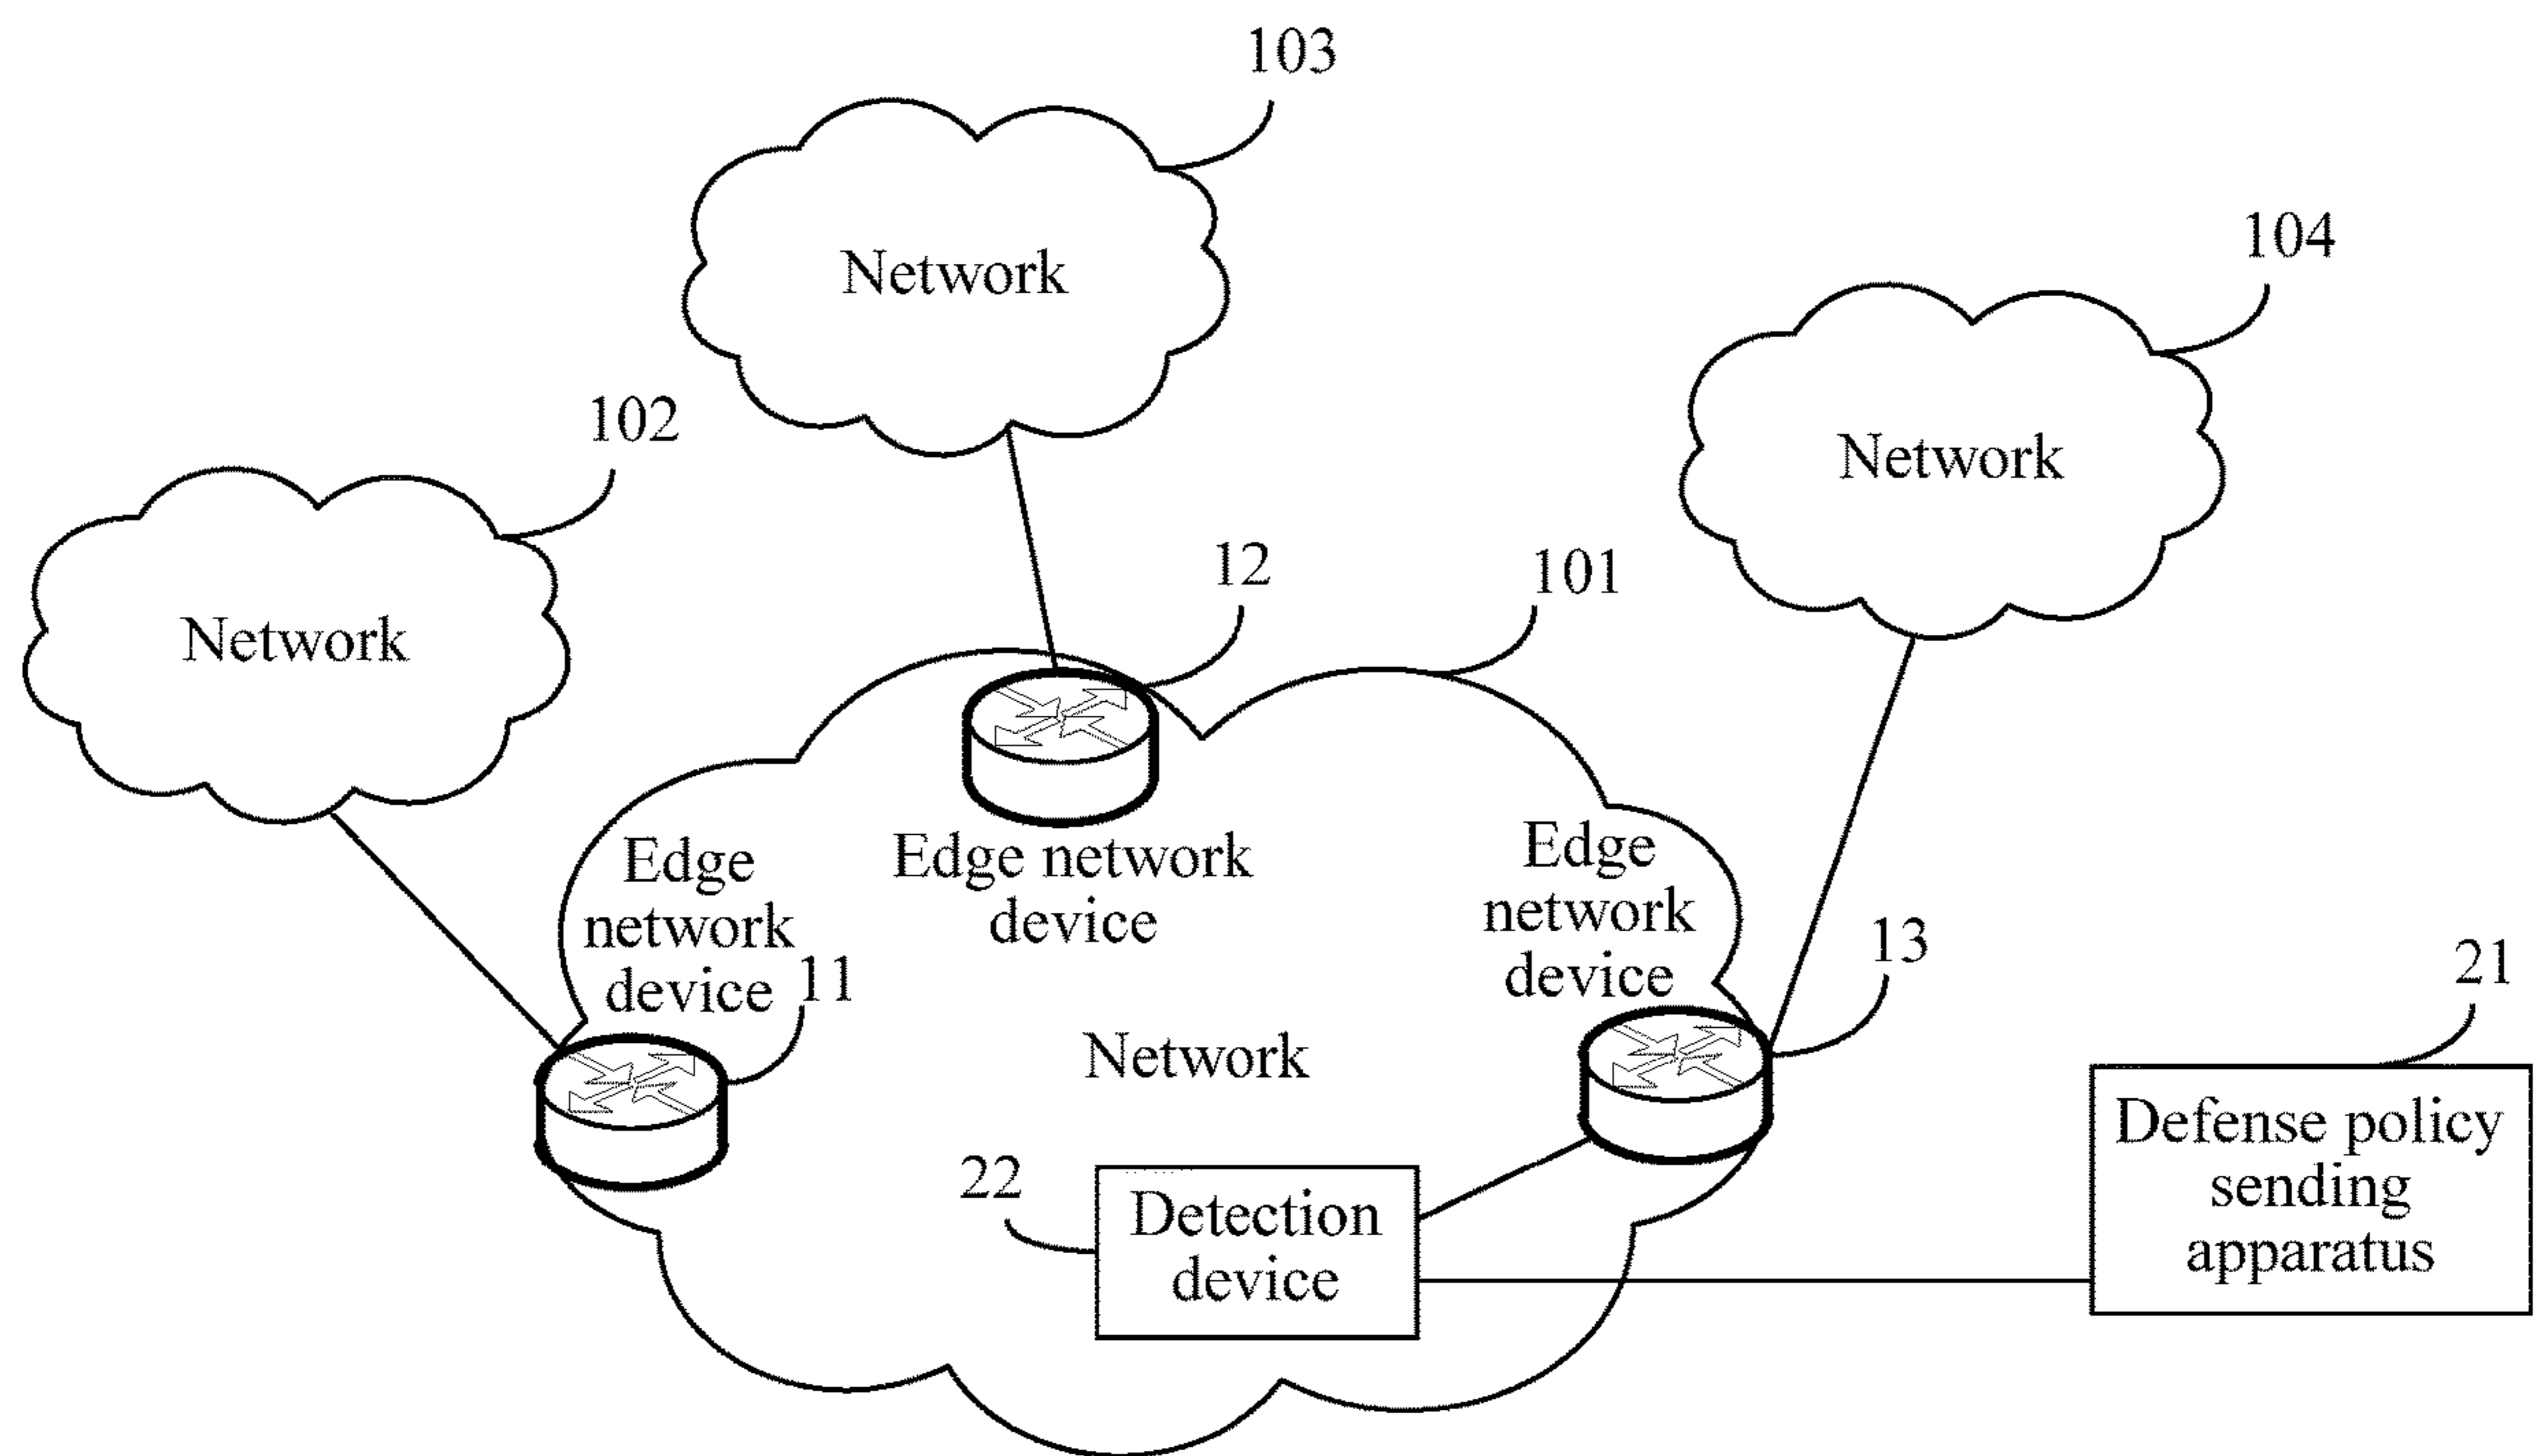 103
Network
104
Network
102
Network
12
101
Edge network
device
Edge
network
device
11
Edge
network
device
13
Network
21
Defense policy
sending
apparatus
22
Detection
device